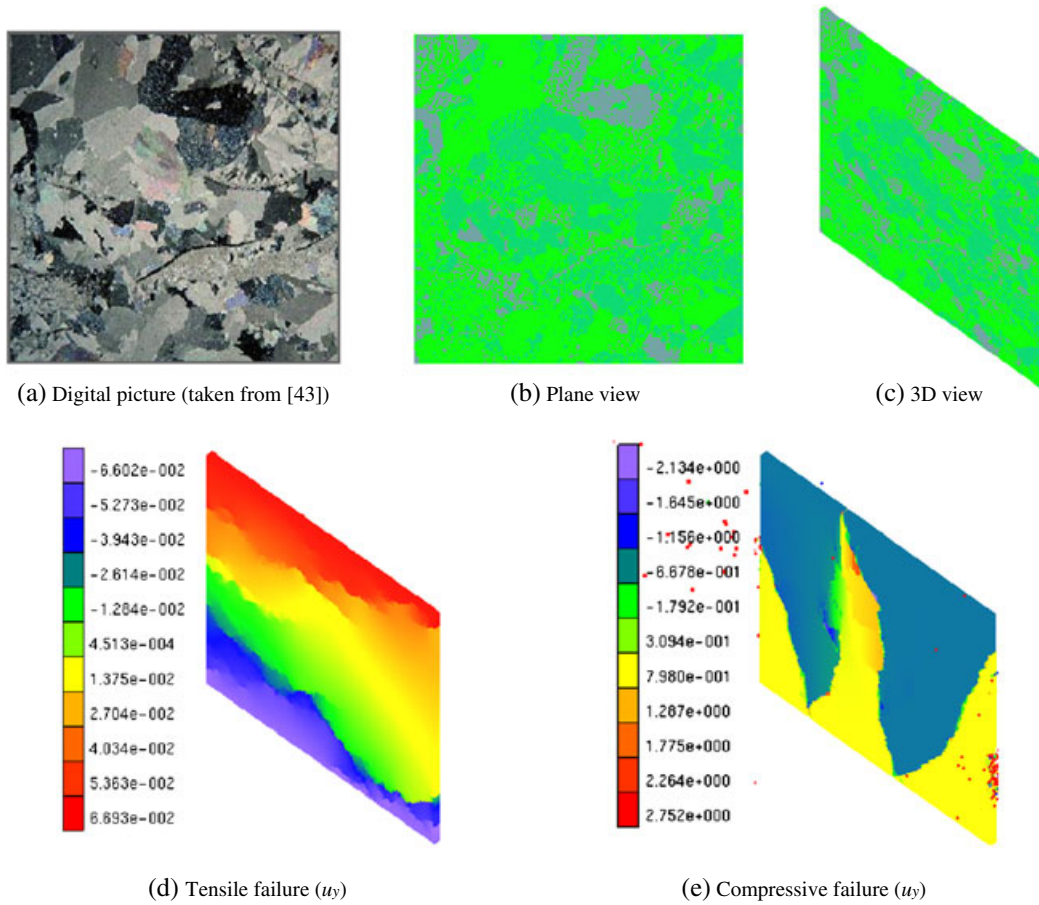 (a) Digital picture (taken from [43])
(b) Plane view
(c) 3D view
-6.602e-002
-5.273e-002
-3.943e-002
-2.614e-002
-1.284e-002
4.513e-004
1.375e-002
2.704e-002
4.034e-002
5.363e-002
6.693e-002
-2.134e+000
-1.645e+000
-1.156e+000
-6.678e-001
-1.792e-001
3.094e-001
7.980e-001
1.287e+000
1.775e+000
2.264e+000
2.752e+000
(d) Tensile failure (uy)
(e) Compressive failure (uy)